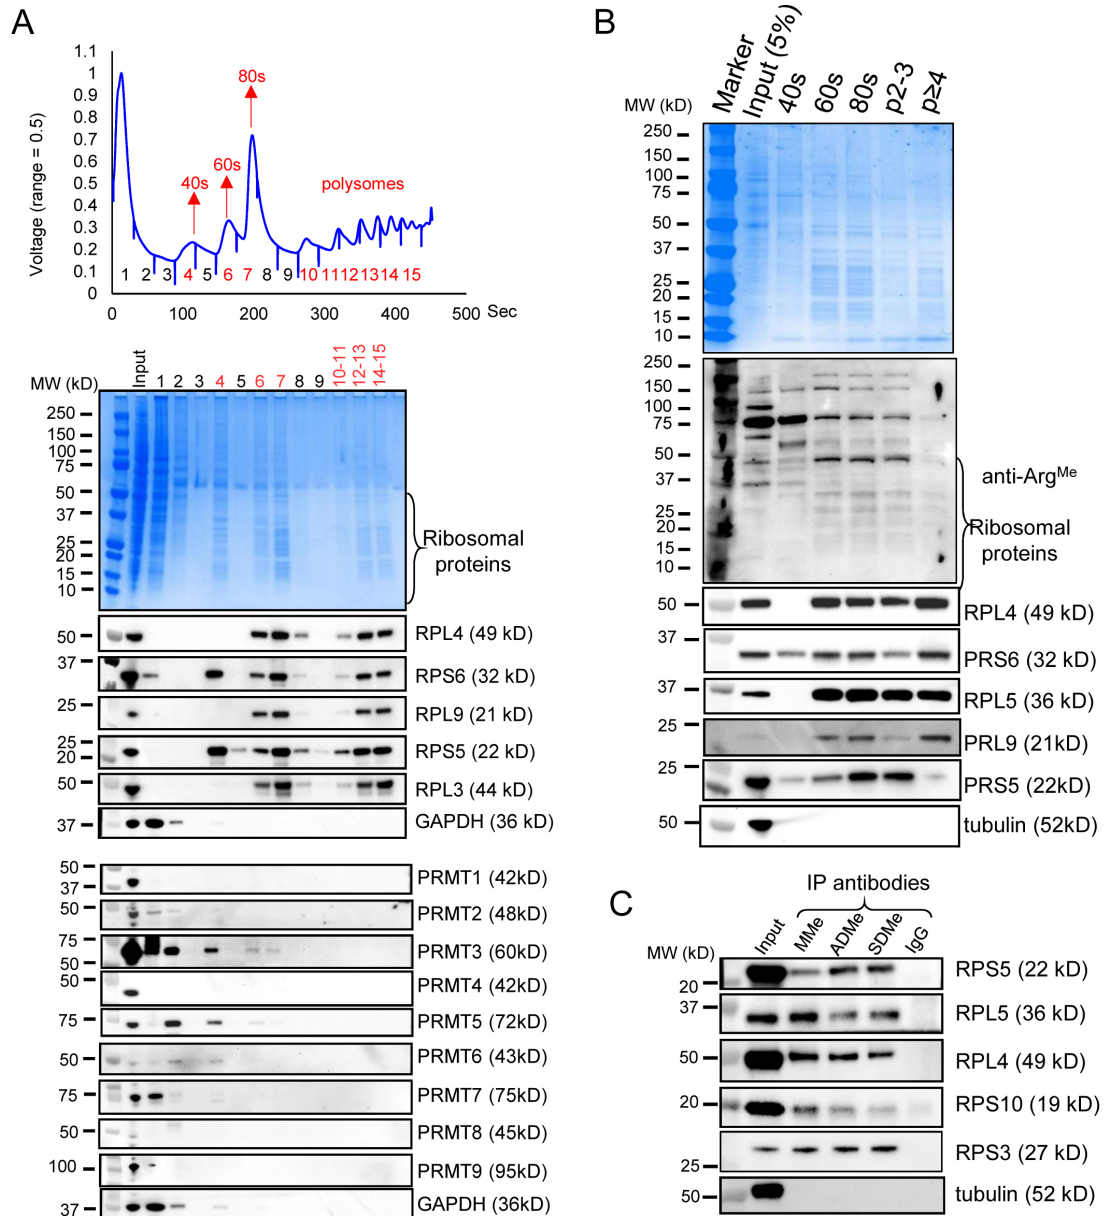 A
1.1
1
0.9
0.8
0.7
0.6
0.5
0.4
0.3
0.2
0.1
0
Voltage (range = 0.5)
80s
60s
40s
polysomes
1 2 3 4 5 6 7 8 9 10 11 12 13 14 15
0 100 200 300 400 500 Sec
MW (kD) Input 1 2 3 4 5 6 7 8 9 10-11 12-13 14-15
250
150
100
75
50
37
25
20
15
10
Ribosomal
proteins
50 RPL4 (49 kD)
37 RPS6 (32 kD)
25 RPL9 (21 kD)
25
20 RPS5 (22 kD)
50 RPL3 (44 kD)
37 GAPDH (36 kD)
50
37 PRMT1 (42kD)
50 PRMT2 (48kD)
75
50 PRMT3 (60kD)
50 PRMT4 (42kD)
75 PRMT5 (72kD)
50 PRMT6 (43kD)
75 PRMT7 (75kD)
50 PRMT8 (45kD)
100 PRMT9 (95kD)
37 GAPDH (36kD)
B
MW (kD) Marker Input (5%) 40s 60s 80s p2-3 p≥4
250
150
100
75
50
37
25
20
15
10
250
150
100
75
50
37
25
20
15
10
anti-ArgMe
Ribosomal
proteins
50 RPL4 (49 kD)
37 PRS6 (32 kD)
37 RPL5 (36 kD)
25 PRL9 (21kD)
25 PRS5 (22kD)
50 tubulin (52kD)
C
IP antibodies
MW (kD) Input MMe ADMe SDMe IgG
20 RPS5 (22 kD)
37 RPL5 (36 kD)
50 RPL4 (49 kD)
20 RPS10 (19 kD)
25 RPS3 (27 kD)
50 tubulin (52 kD)